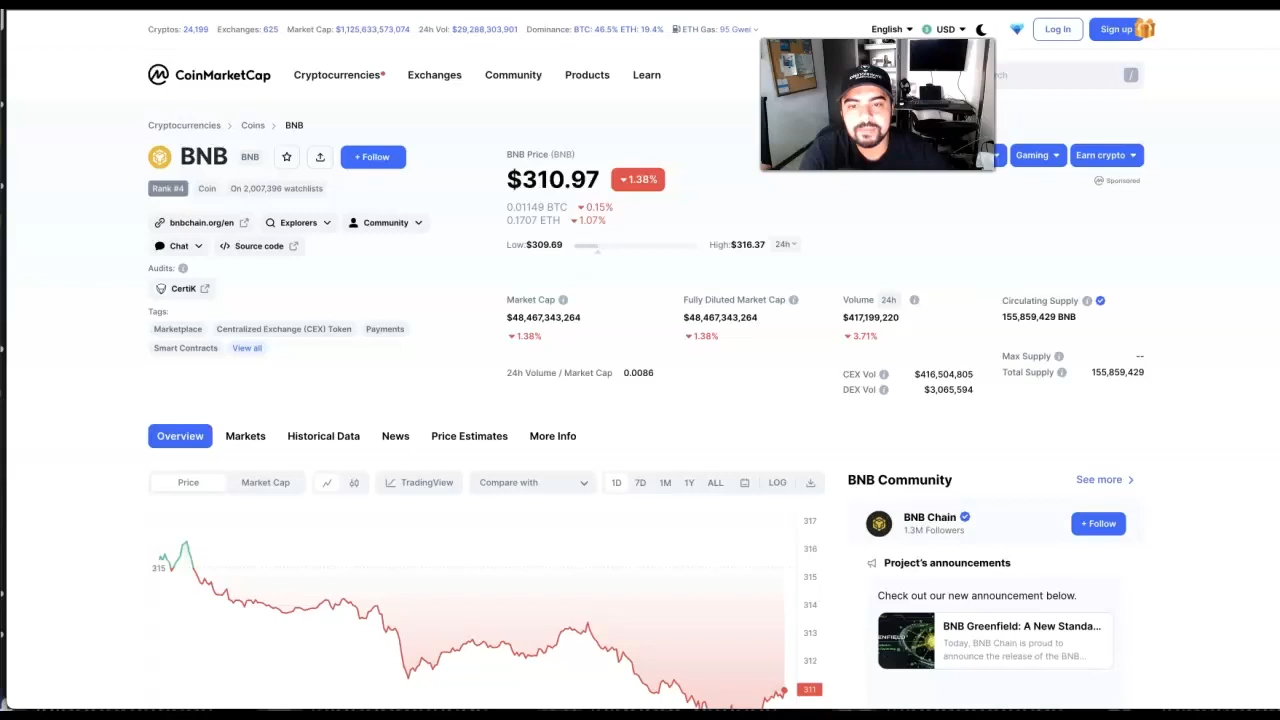 Cryptos: 24,199 Exchanges: 625 Market Cap: $1,125,633,573,074 24h Vol: $29,288,303,901 Dominance: BTC: 46.5% ETH: 19.4% ETH Gas: 95 Gwei
English USD Log In Sign up
CoinMarketCap Cryptocurrencies Exchanges Community Products Learn
rch /
Cryptocurrencies > Coins > BNB
BNB BNB + Follow
Rank #4 Coin On 2,007,396 watchlists
bnbchain.org/en Explorers Community
Chat Source code
Audits:
CertiK
Tags:
Marketplace Centralized Exchange (CEX) Token Payments
Smart Contracts View all
BNB Price (BNB)
$310.97 1.38%
0.01149 BTC 0.15%
0.1707 ETH 1.07%
Low: $309.69 High: $316.37 24h
Gaming Earn crypto
Sponsored
Market Cap
$48,467,343,264
1.38%
24h Volume / Market Cap 0.0086
Fully Diluted Market Cap
$48,467,343,264
1.38%
Volume 24h
$417,199,220
3.71%
CEX Vol $416,504,805
DEX Vol $3,065,594
Circulating Supply
155,859,429 BNB
Max Supply --
Total Supply 155,859,429
Overview Markets Historical Data News Price Estimates More Info
Price Market Cap TradingView Compare with 1D 7D 1M 1Y ALL LOG
317
316
315
315
314
313
312
311
BNB Community See more
BNB Chain + Follow
1.3M Followers
Project's announcements
Check out our new announcement below.
BNB Greenfield: A New Standa...
Today, BNB Chain is proud to
announce the release of the BNB...